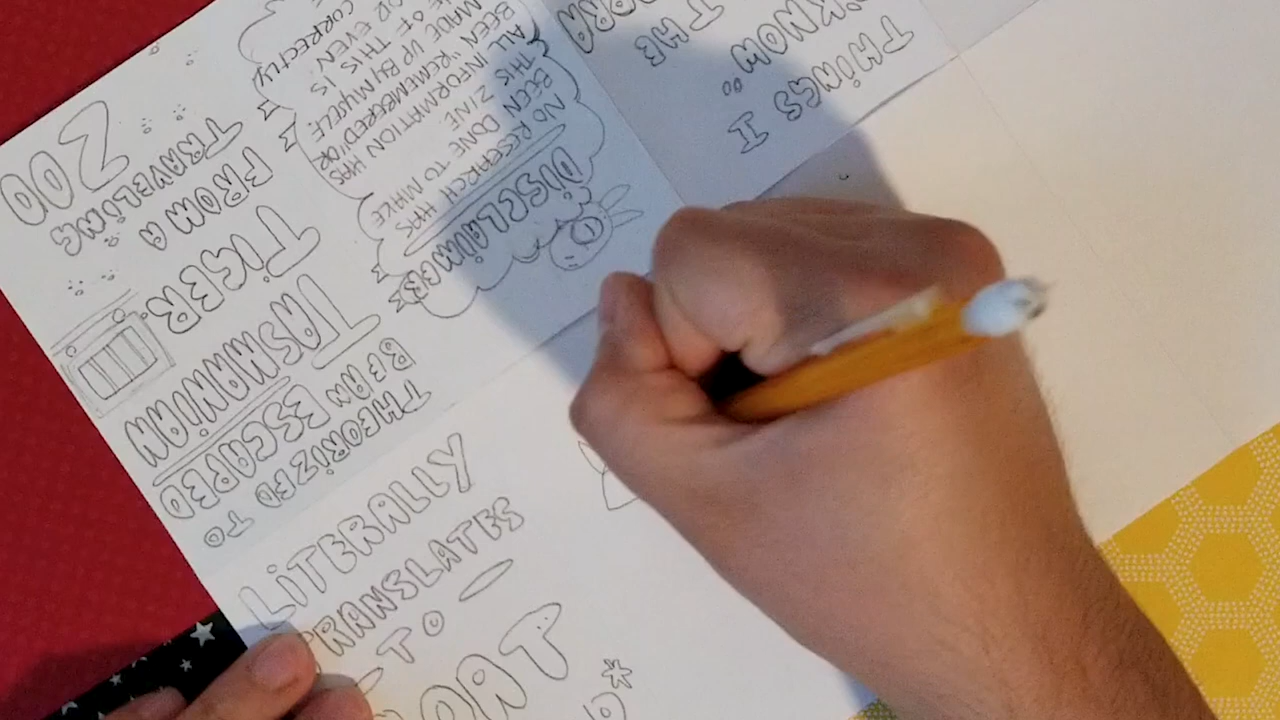 THINGS I
"KNOW"
THE
DISCLAIMER
NO RESEARCH HAS
BEEN DONE TO MAKE
THIS ZINE
ALL INFORMATION HAS
BEEN "REMEMBERED" OR
MADE UP BY MYSELF.
OF THIS IS
OR EVEN
CORRECTLY
THEORIZED TO
BE AN ESCAPED
TASMANIAN
TIGER
FROM A
TRAVELING
ZOO
LITERALLY
TRANSLATES
– TO –